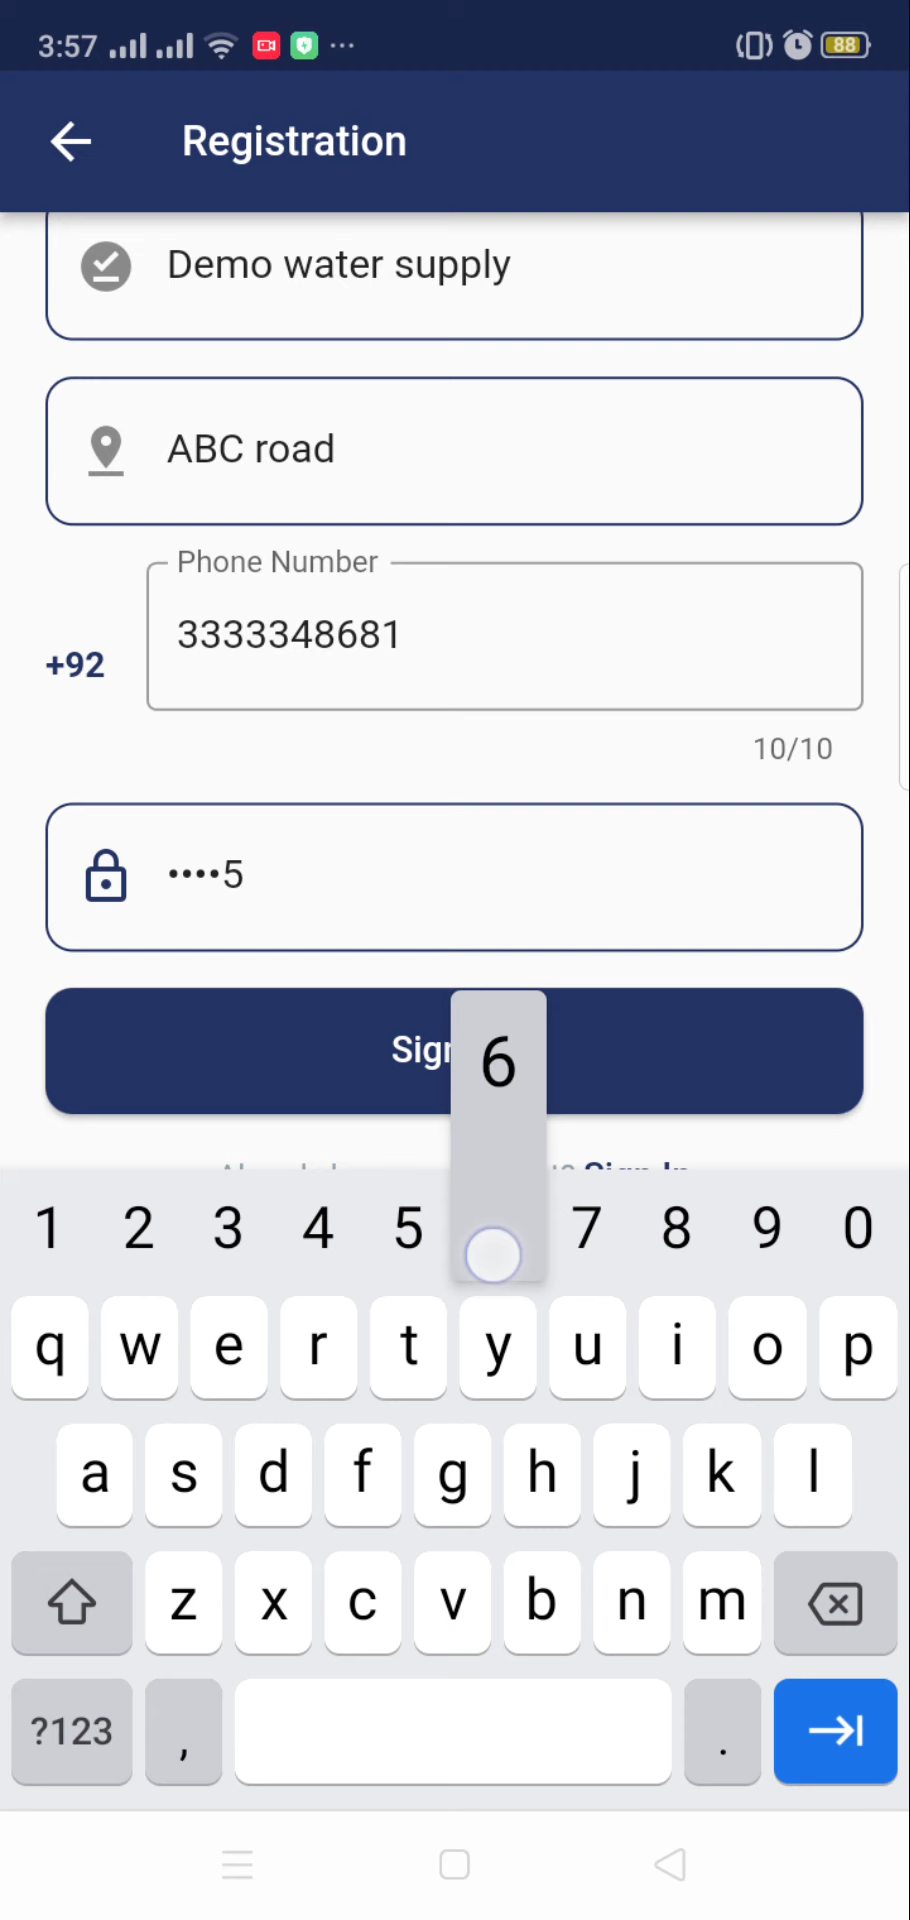 3:57 88
Registration
Demo water supply
ABC road
Phone Number
+92 3333348681
10/10
••••5
6
1 2 3 4 5 7 8 9 0
q w e r t y u i o p
a s d f g h j k l
z x c v b n m
?123 , .